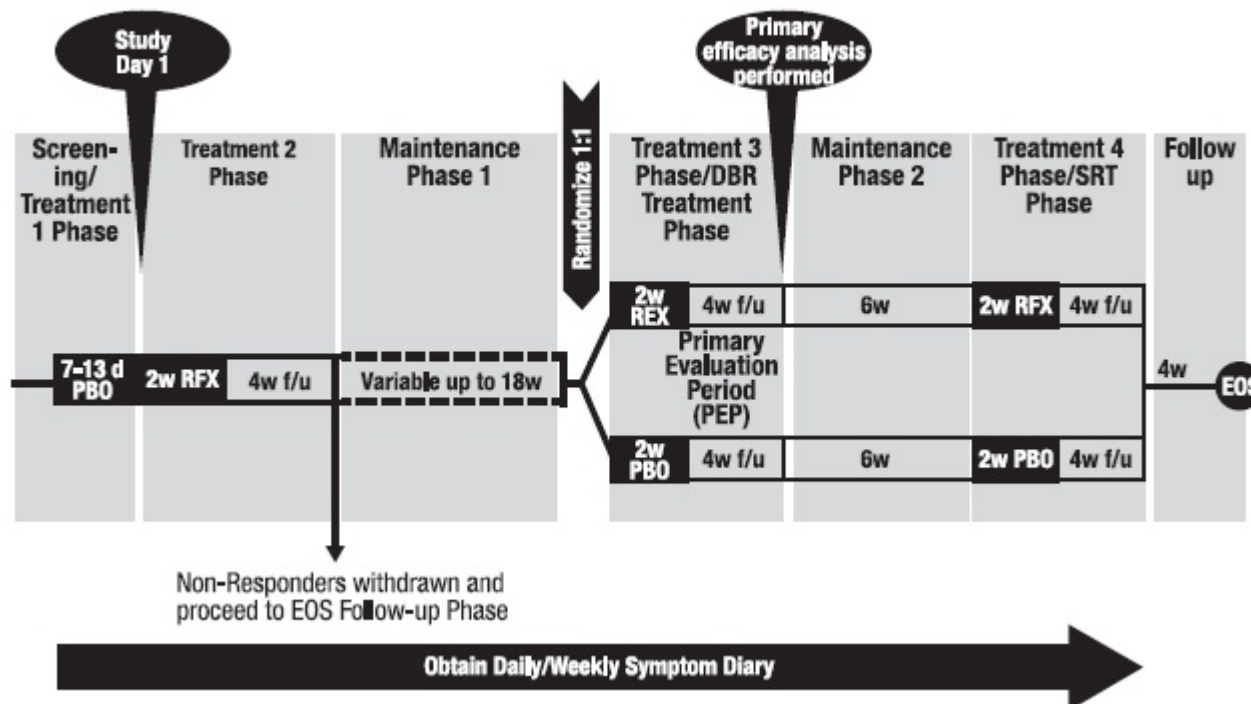 Study
Day 1
Primary
efficacy analysis
performed
Screen-
ing/
Treatment
1 Phase
Treatment 2
Phase
Maintenance
Phase 1
Randomize 1:1
Treatment 3
Phase/DBR
Treatment
Phase
Maintenance
Phase 2
Treatment 4
Phase/SRT
Phase
Follow
up
7–13 d
PBO
2w RFX
4w f/u
Variable up to 18w
2w
REX
4w f/u
6w
2w RFX
4w f/u
Primary
Evaluation
Period
(PEP)
2w
PBO
4w f/u
6w
2w PBO
4w f/u
4w
EOS
Non-Responders withdrawn and
proceed to EOS Follow-up Phase
Obtain Daily/Weekly Symptom Diary